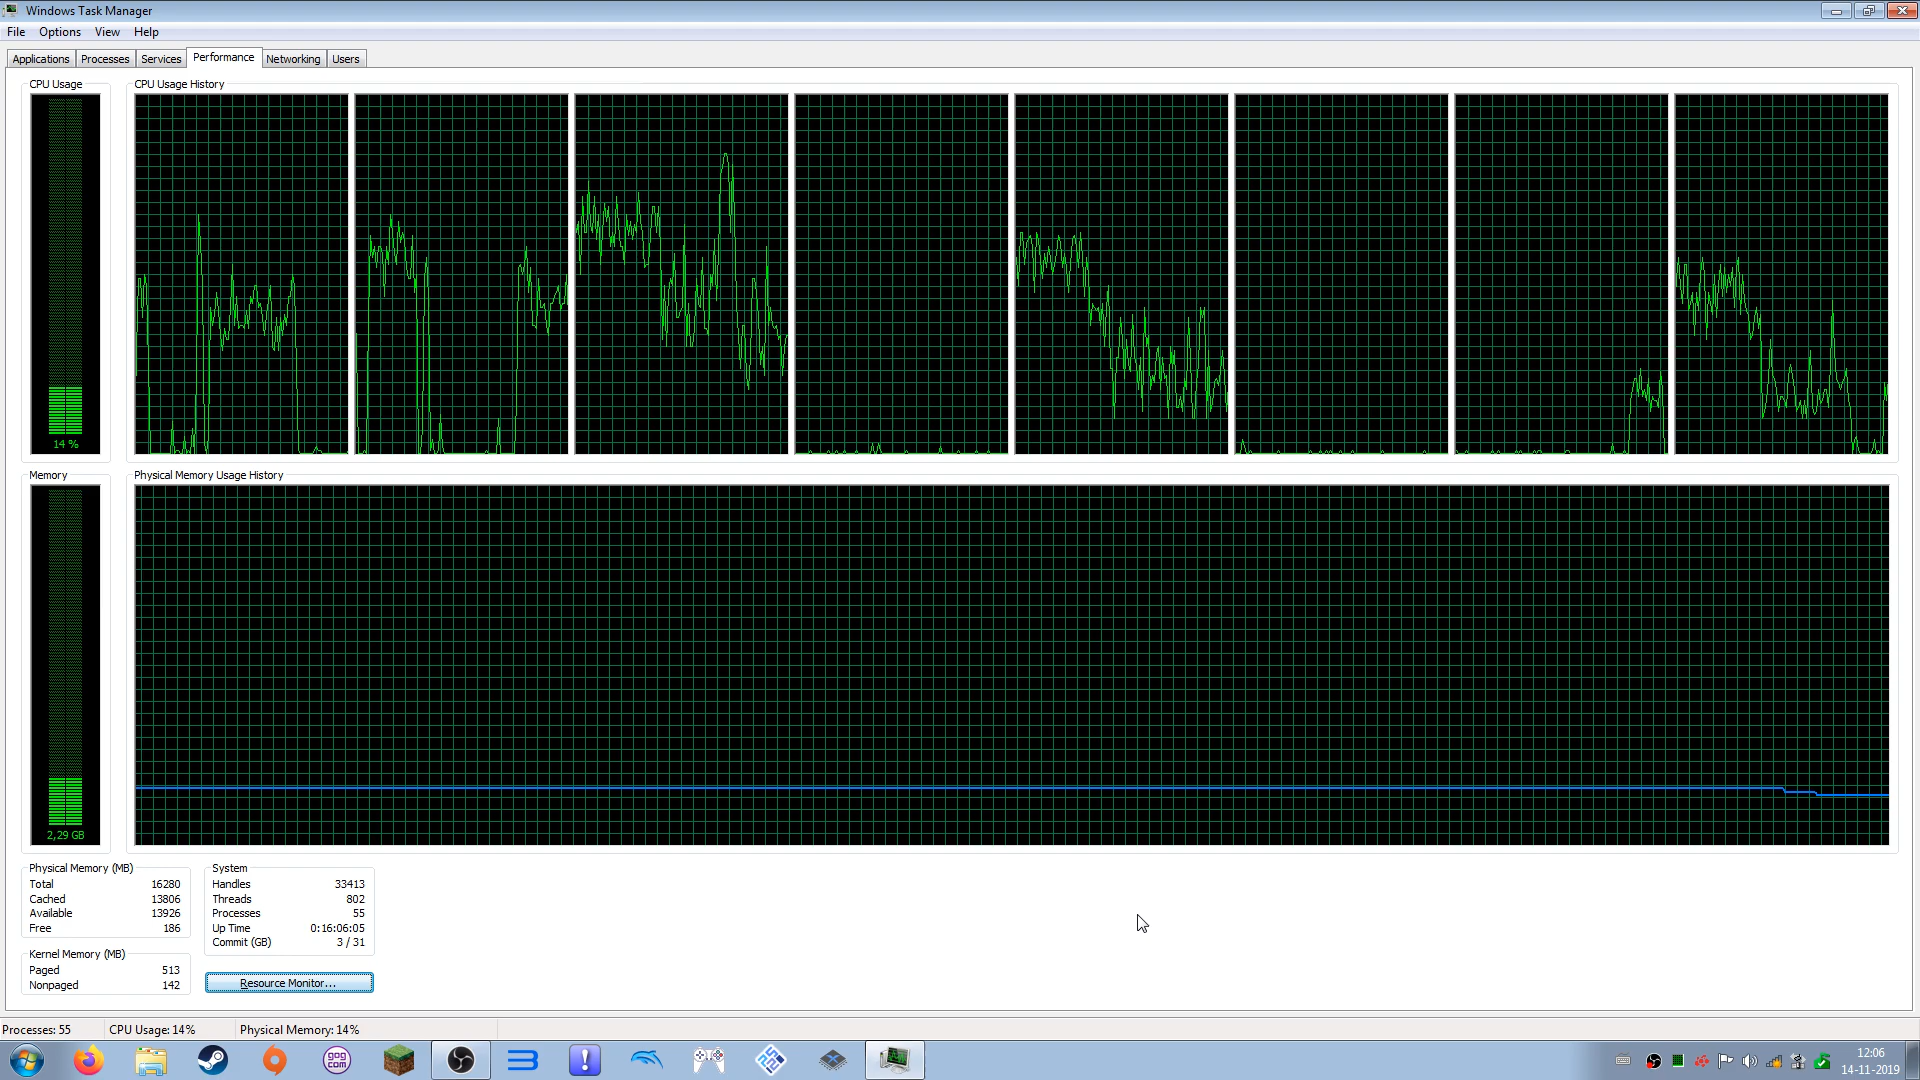 Windows Task Manager
File Options View Help
Applications Processes Services Performance Networking Users
CPU Usage CPU Usage History
14 %
Memory Physical Memory Usage History
2,29 GB
Physical Memory (MB)
Total 16280
Cached 13806
Available 13926
Free 186
Kernel Memory (MB)
Paged 513
Nonpaged 142
System
Handles 33413
Threads 802
Processes 55
Up Time 0:16:06:05
Commit (GB) 3 / 31
Resource Monitor...
Processes: 55 CPU Usage: 14% Physical Memory: 14%
gog
com
12:06
14-11-2019